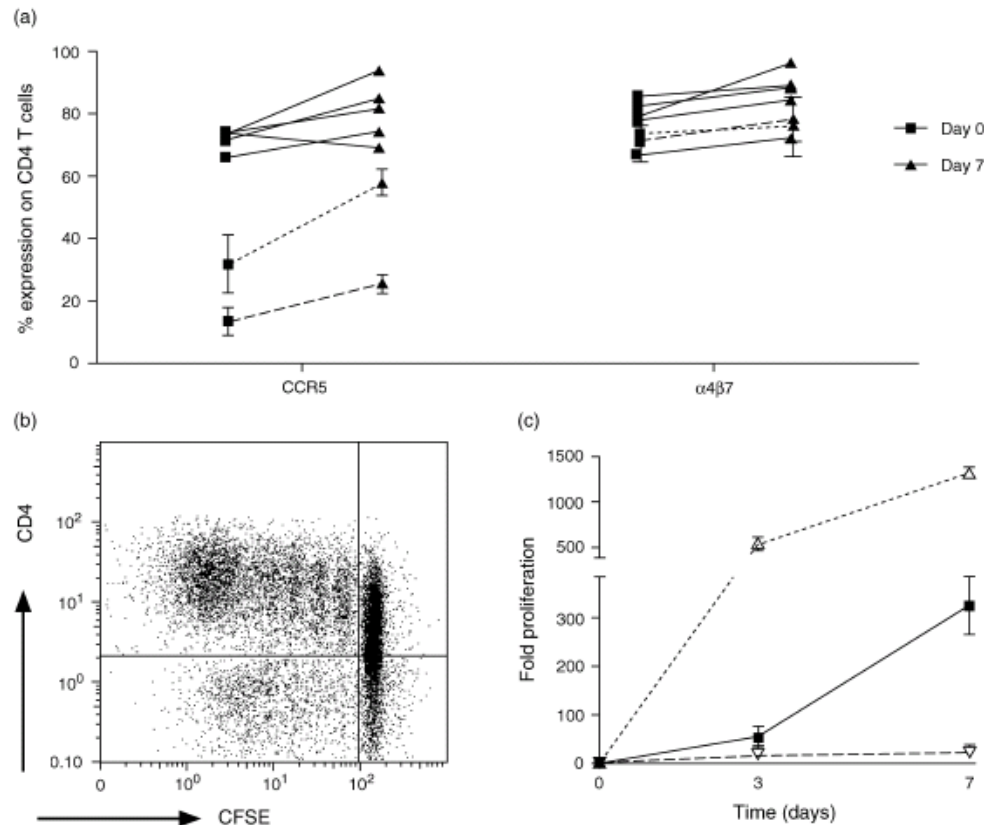 (a)
100
80
60
40
20
0
% expression on CD4 T cells
CCR5
α4β7
Day 0
Day 7
(b)
CD4
10²
10¹
10⁰
0.10
0
10⁰
10¹
10²
CFSE
(c)
Fold proliferation
1500
1000
500
300
200
100
0
0
3
7
Time (days)